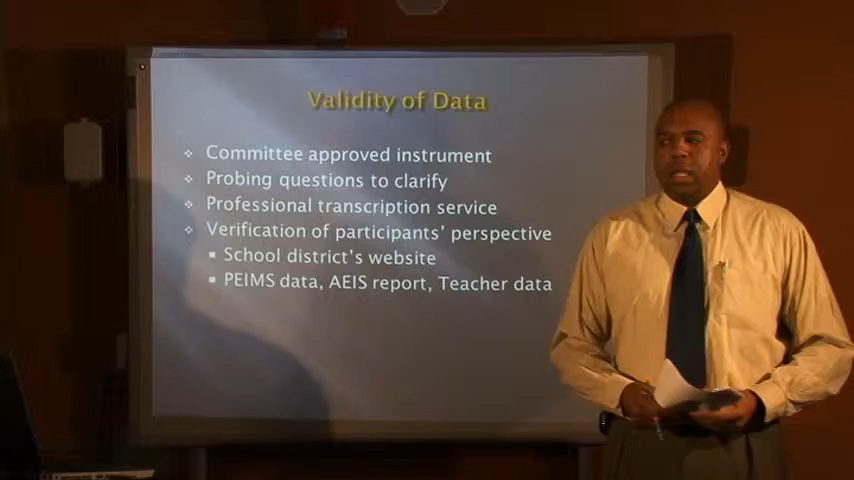 Validity of Data
Committee approved instrument
Probing questions to clarify
Professional transcription service
Verification of participants' perspective
School district's website
PEIMS data, AEIS report, Teacher data